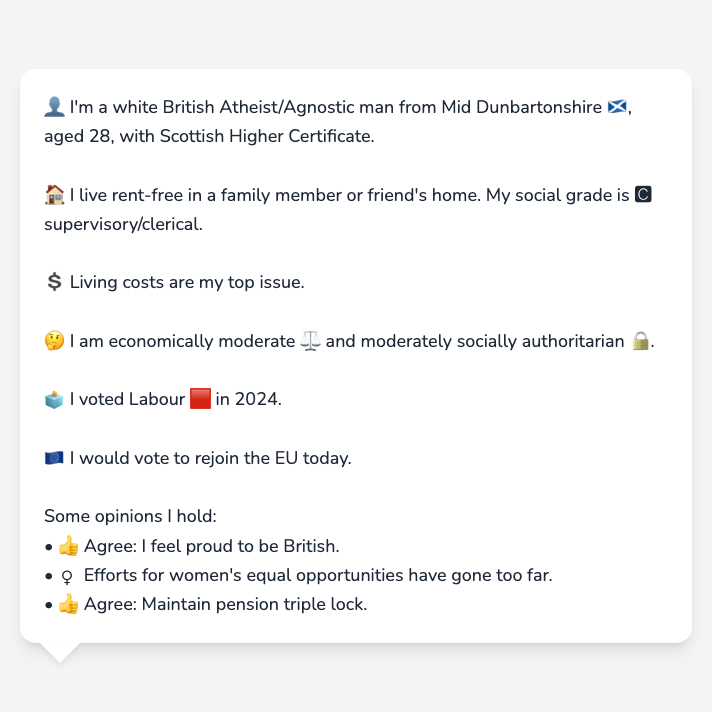 👤 I'm a white British Atheist/Agnostic man from Mid Dunbartonshire 🏴󠁧󠁢󠁳󠁣󠁴󠁿,
aged 28, with Scottish Higher Certificate.
🏠 I live rent-free in a family member or friend's home. My social grade is 🅲
supervisory/clerical.
💲 Living costs are my top issue.
🤔 I am economically moderate ⚖️ and moderately socially authoritarian 🔒.
🗳️ I voted Labour 🟥 in 2024.
🇪🇺 I would vote to rejoin the EU today.
Some opinions I hold:
• 👍 Agree: I feel proud to be British.
• ♀ Efforts for women's equal opportunities have gone too far.
• 👍 Agree: Maintain pension triple lock.